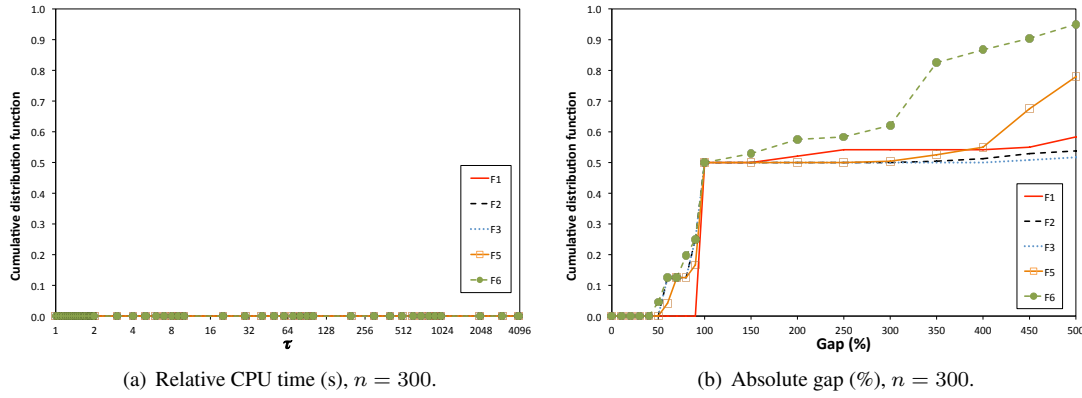 1.0
0.9
0.8
0.7
0.6
0.5
0.4
0.3
0.2
0.1
0.0
Cumulative distribution function
1 2 4 8 16 32 64 128 256 512 1024 2048 4096
τ
F1
F2
F3
F5
F6
(a) Relative CPU time (s), n = 300.
1.0
0.9
0.8
0.7
0.6
0.5
0.4
0.3
0.2
0.1
0.0
Cumulative distribution function
0 50 100 150 200 250 300 350 400 450 500
Gap (%)
F1
F2
F3
F5
F6
(b) Absolute gap (%), n = 300.